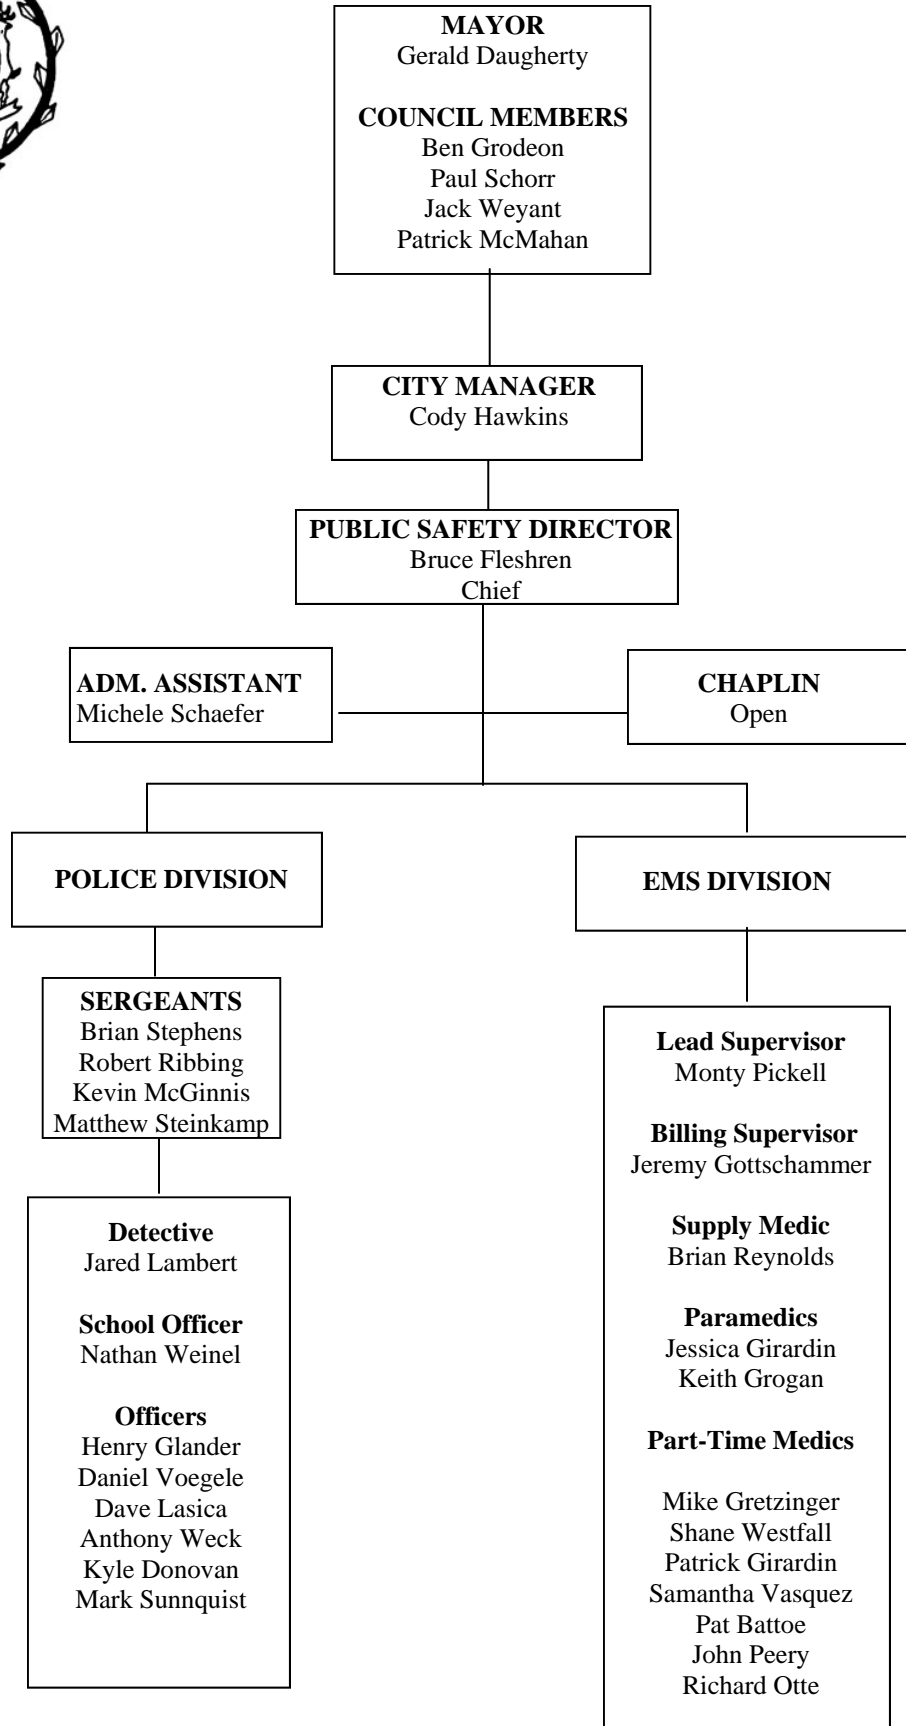 MAYOR
Gerald Daugherty
COUNCIL MEMBERS
Ben Grodeon
Paul Schorr
Jack Weyant
Patrick McMahan
CITY MANAGER
Cody Hawkins
PUBLIC SAFETY DIRECTOR
Bruce Fleshren
Chief
ADM. ASSISTANT
Michele Schaefer
CHAPLIN
Open
POLICE DIVISION
EMS DIVISION
SERGEANTS
Brian Stephens
Robert Ribbing
Kevin McGinnis
Matthew Steinkamp
Detective
Jared Lambert
School Officer
Nathan Weinel
Officers
Henry Glander
Daniel Voegele
Dave Lasica
Anthony Weck
Kyle Donovan
Mark Sunnquist
Lead Supervisor
Monty Pickell
Billing Supervisor
Jeremy Gottschammer
Supply Medic
Brian Reynolds
Paramedics
Jessica Girardin
Keith Grogan
Part-Time Medics
Mike Gretzinger
Shane Westfall
Patrick Girardin
Samantha Vasquez
Pat Battoe
John Peery
Richard Otte